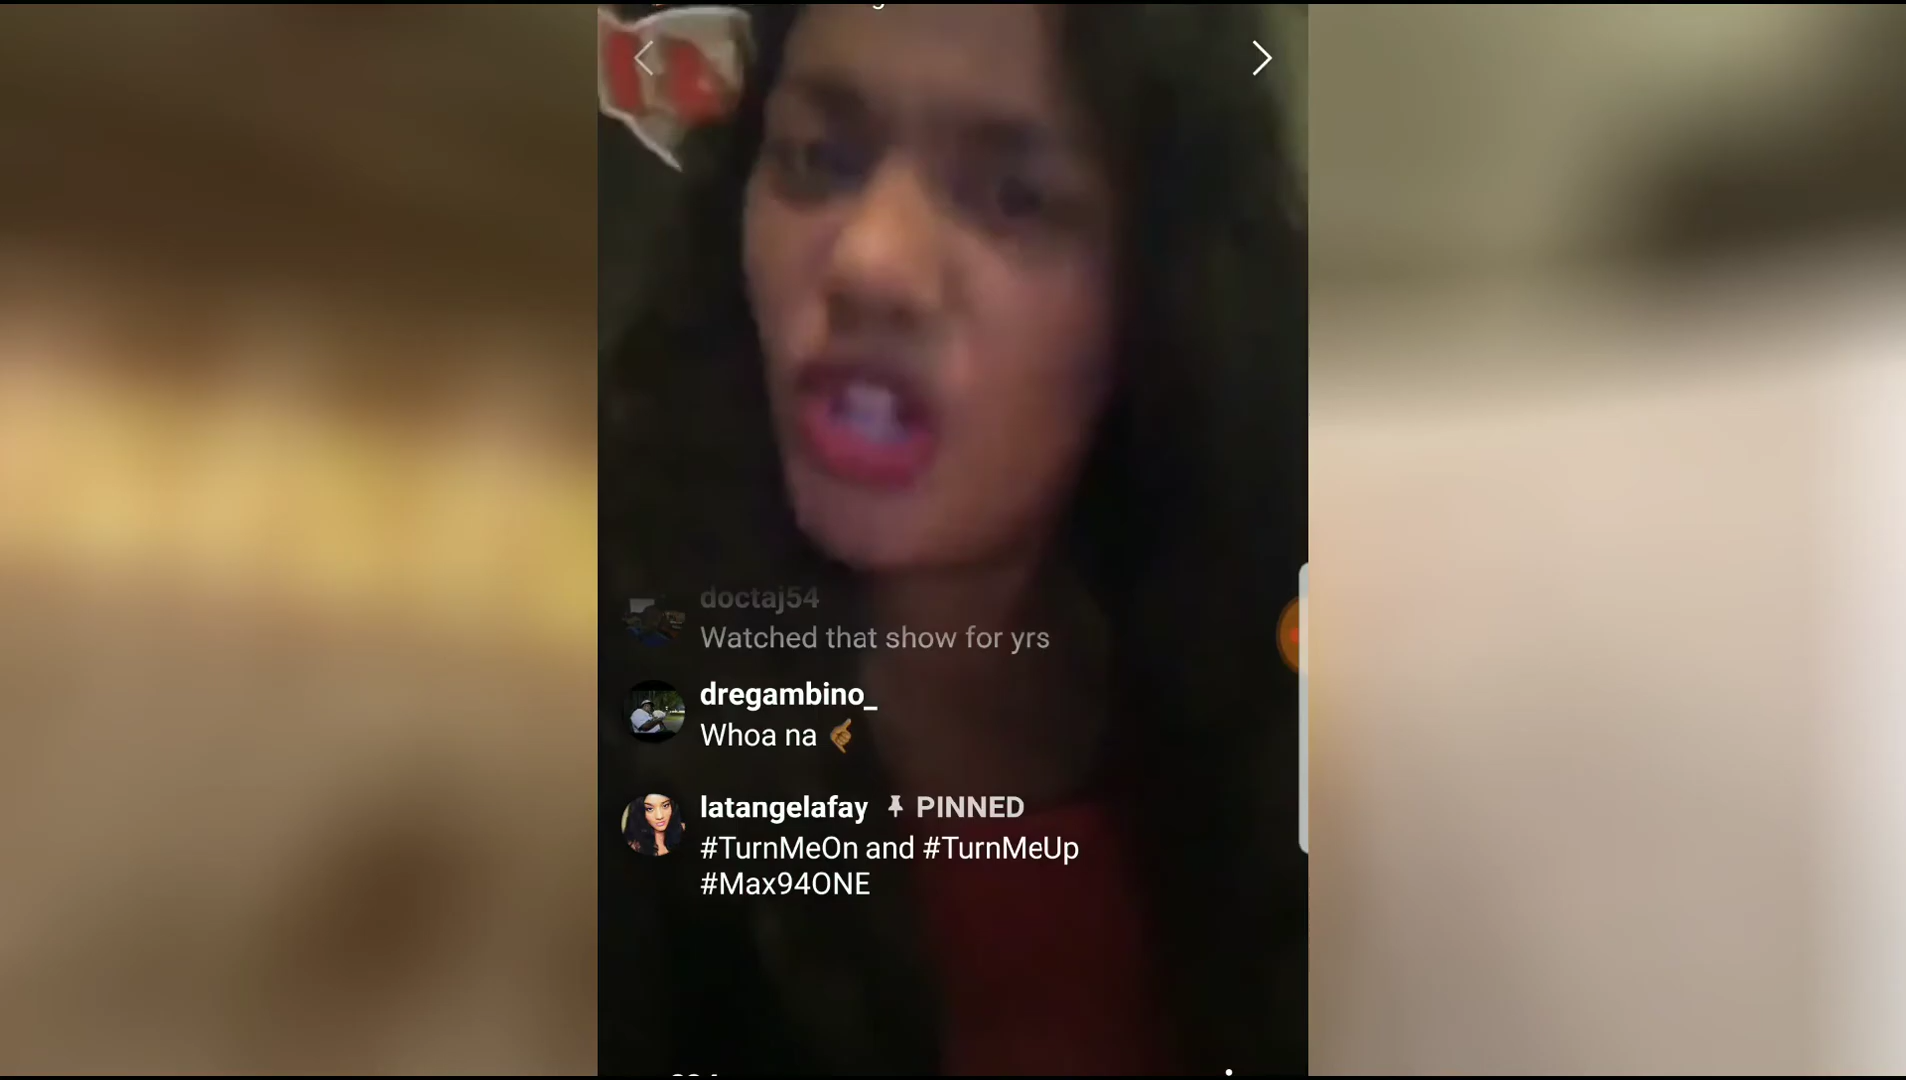 doctaj54
Watched that show for yrs
dregambino_
Whoa na 🤙🏾
latangelafay 📌 PINNED
#TurnMeOn and #TurnMeUp
#Max94ONE